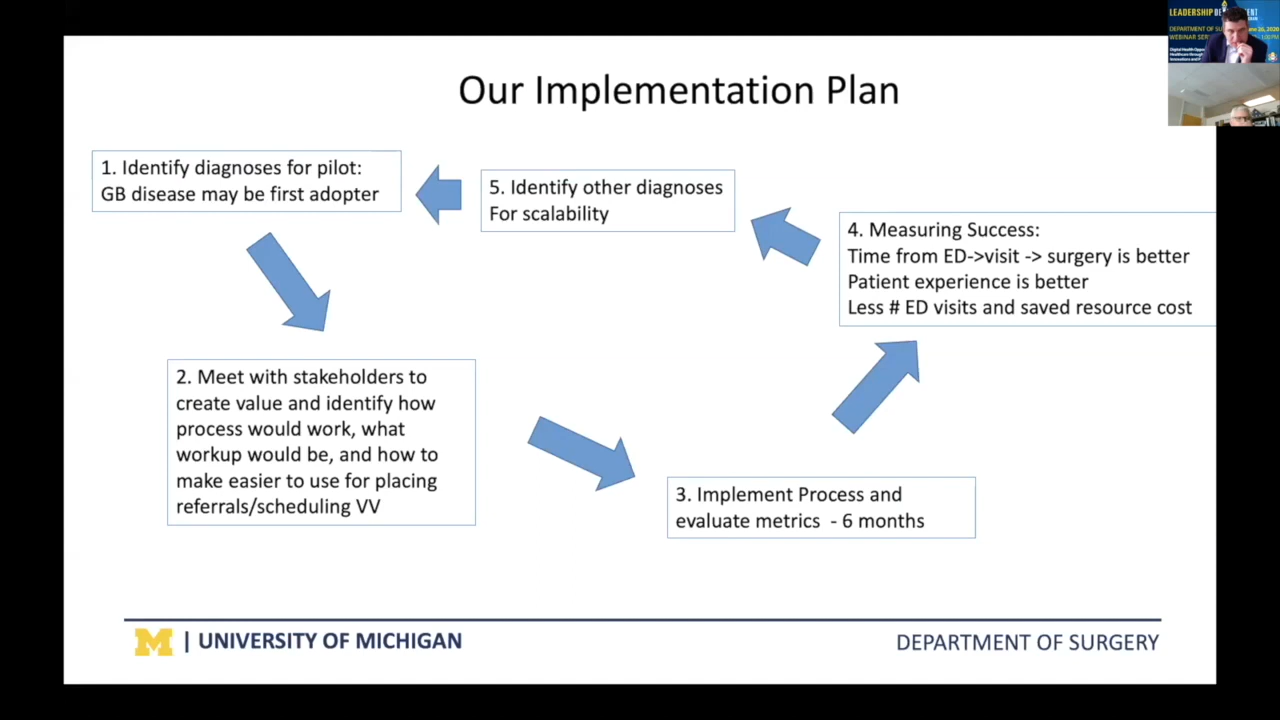 Our Implementation Plan
1. Identify diagnoses for pilot:
GB disease may be first adopter
2. Meet with stakeholders to
create value and identify how
process would work, what
workup would be, and how to
make easier to use for placing
referrals/scheduling VV
3. Implement Process and
evaluate metrics - 6 months
4. Measuring Success:
Time from ED->visit -> surgery is better
Patient experience is better
Less # ED visits and saved resource cost
5. Identify other diagnoses
For scalability
M | UNIVERSITY OF MICHIGAN
DEPARTMENT OF SURGERY
LEADERSHIP
DEPARTMENT OF
WEBINAR